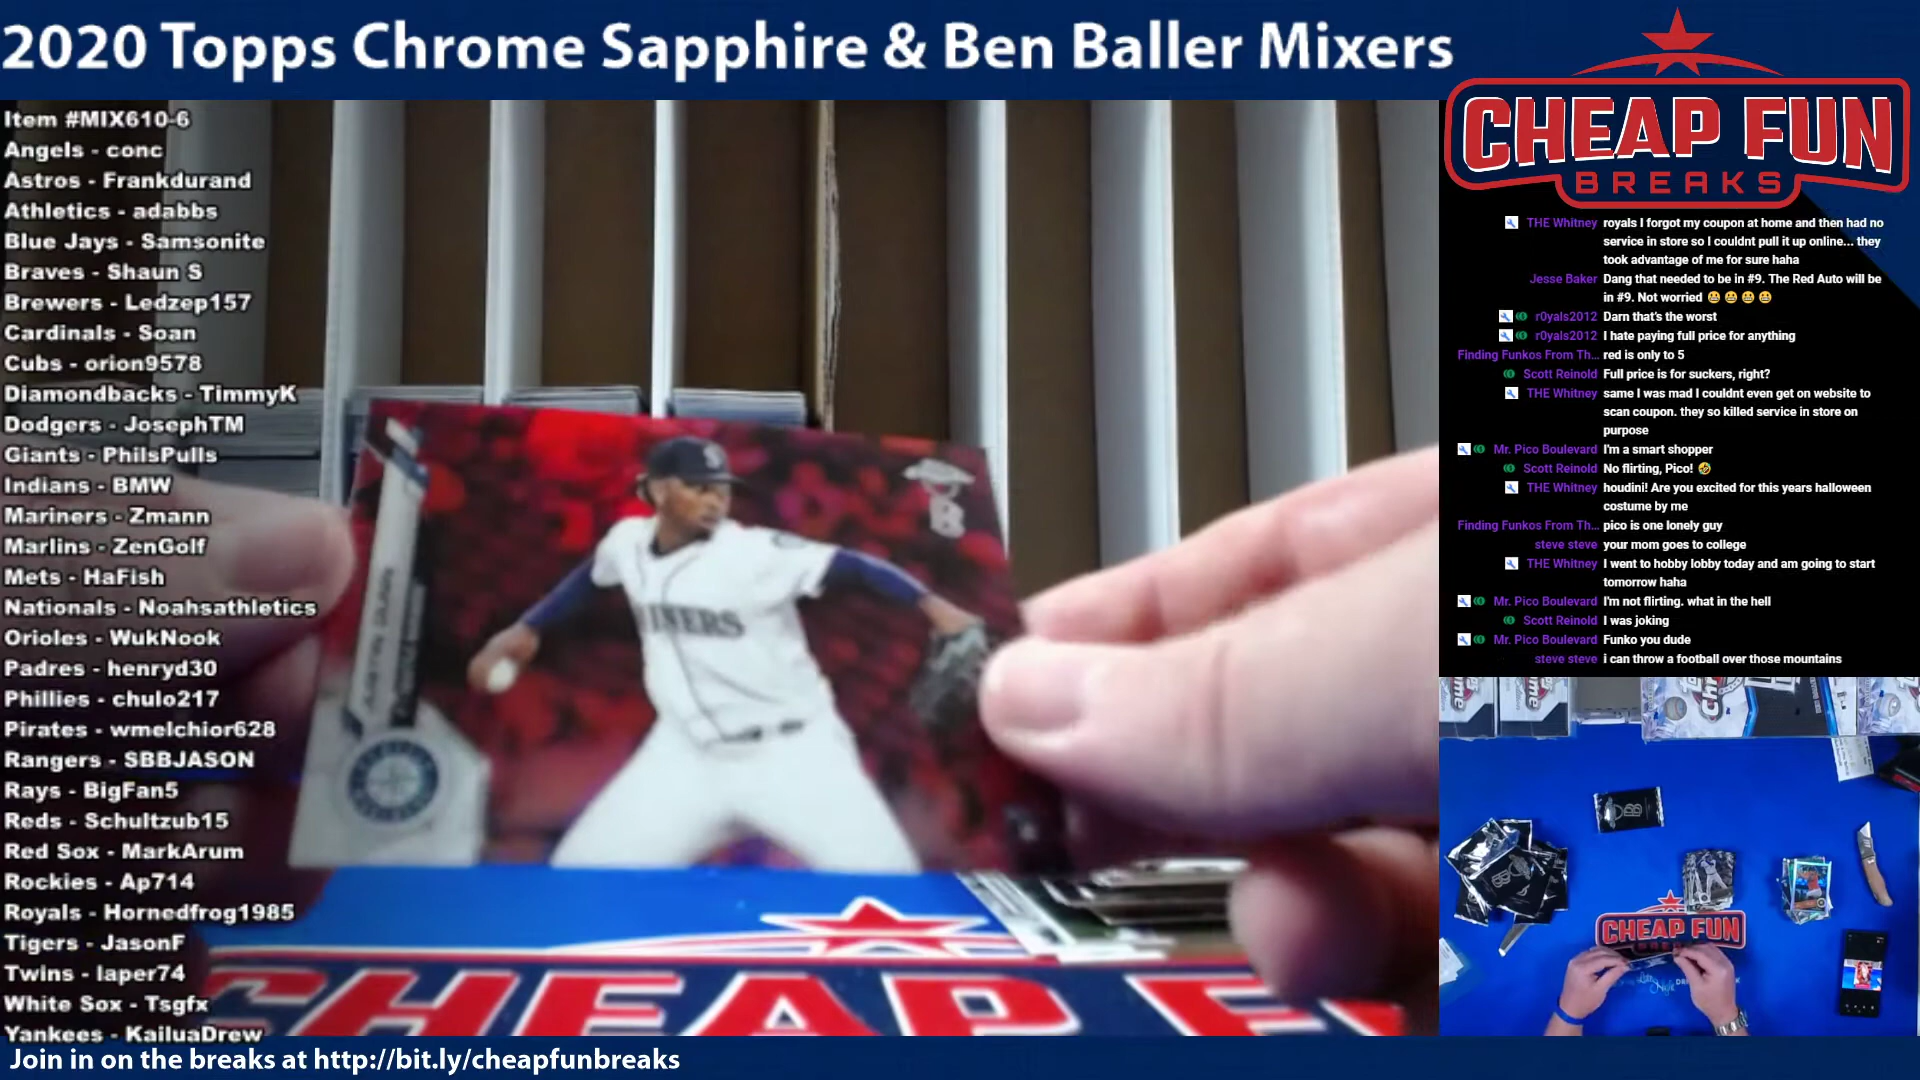 2020 Topps Chrome Sapphire & Ben Baller Mixers
CHEAP FUN
BREAKS
Item #MIX610-6
Angels - conc
Astros - Frankdurand
Athletics - adabbs
Blue Jays - Samsonite
Braves - Shaun S
Brewers - Ledzep157
Cardinals - Soan
Cubs - orion9578
Diamondbacks - TimmyK
Dodgers - JosephTM
Giants - PhilsPulls
Indians - BMW
Mariners - Zmann
Marlins - ZenGolf
Mets - HaFish
Nationals - Noahsathletics
Orioles - WukNook
Padres - henryd30
Phillies - chulo217
Pirates - wmelchior628
Rangers - SBBJASON
Rays - BigFan5
Reds - Schultzub15
Red Sox - MarkArum
Rockies - Ap714
Royals - Hornedfrog1985
Tigers - JasonF
Twins - laper74
White Sox - Tsgfx
Yankees - KailuaDrew
JUSTIN DUNN
INERS
CHEAP F
THE Whitney royals I forgot my coupon at home and then had no
service in store so I couldnt pull it up online... they
took advantage of me for sure haha
Jesse Baker Dang that needed to be in #9. The Red Auto will be
in #9. Not worried 😀 😀 😀 😀
r0yals2012 Darn that's the worst
r0yals2012 I hate paying full price for anything
Finding Funkos From Th... red is only to 5
Scott Reinold Full price is for suckers, right?
THE Whitney same I was mad I couldnt even get on website to
scan coupon. they so killed service in store on
purpose
Mr. Pico Boulevard I'm a smart shopper
Scott Reinold No flirting, Pico! 🤣
THE Whitney houdini! Are you excited for this years halloween
costume by me
Finding Funkos From Th... pico is one lonely guy
steve steve your mom goes to college
THE Whitney I went to hobby lobby today and am going to start
tomorrow haha
Mr. Pico Boulevard I'm not flirting. what in the hell
Scott Reinold I was joking
Mr. Pico Boulevard Funko you dude
steve steve i can throw a football over those mountains
CHEAP FUN
Join in on the breaks at http://bit.ly/cheapfunbreaks